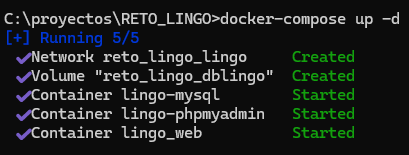 C:\proyectos\RETO_LINGO>docker-compose up -d
[+] Running 5/5
✔Network reto_lingo_lingo Created
✔Volume "reto_lingo_dblingo" Created
✔Container lingo-mysql Started
✔Container lingo-phpmyadmin Started
✔Container lingo_web Started